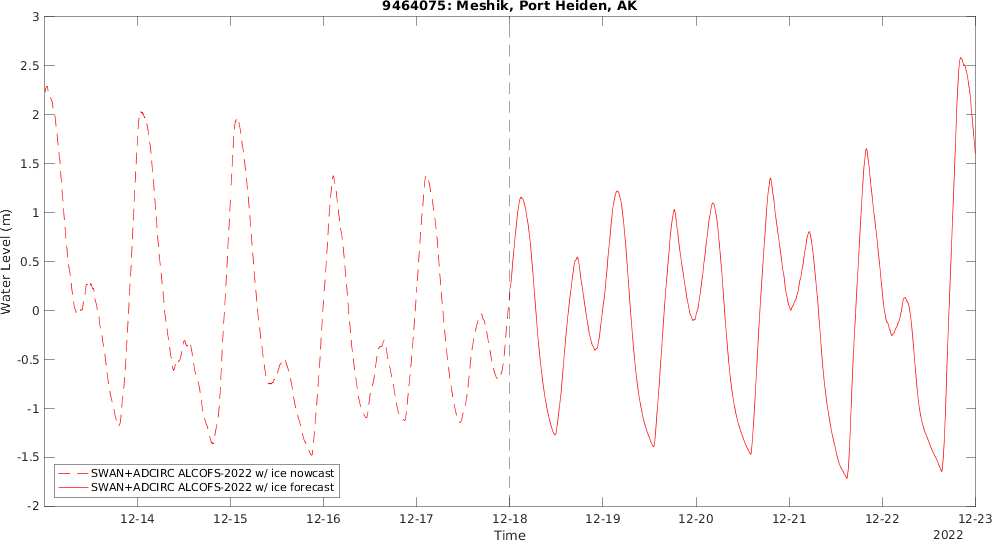 9464075: Meshik, Port Heiden, AK
Water Level (m)
3
2.5
2
1.5
1
0.5
0
-0.5
-1
-1.5
-2
SWAN+ADCIRC ALCOFS-2022 w/ ice nowcast
SWAN+ADCIRC ALCOFS-2022 w/ ice forecast
12-14 12-15 12-16 12-17 12-18 12-19 12-20 12-21 12-22 12-23
Time
2022